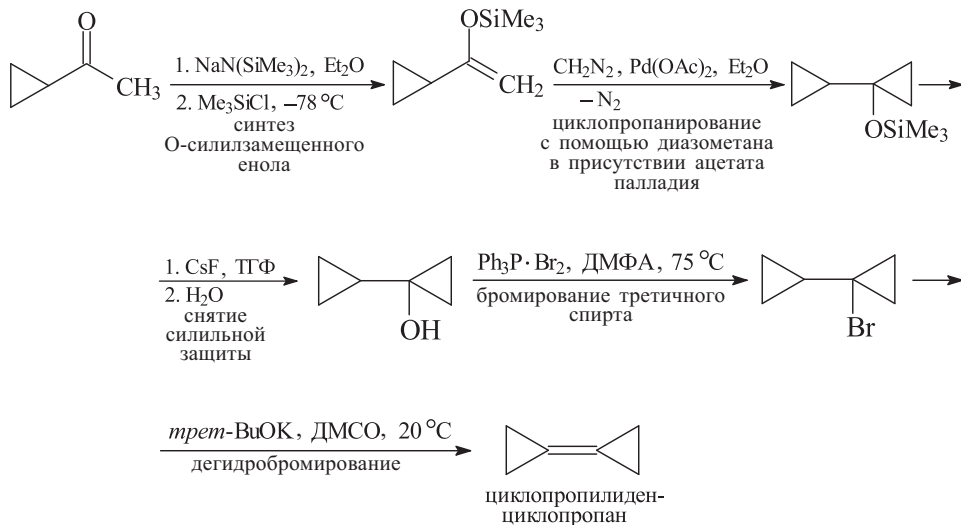 O
CH3
1. NaN(SiMe3)2, Et2O
2. Me3SiCl, –78 °C
синтез
О-силилзамещенного
енола
OSiMe3
CH2
CH2N2, Pd(OAc)2, Et2O
– N2
циклопропанирование
с помощью диазометана
в присутствии ацетата
палладия
OSiMe3
1. CsF, ТГФ
2. H2O
снятие
силильной
защиты
OH
Ph3P·Br2, ДМФА, 75 °C
бромирование третичного
спирта
Br
трет-BuOK, ДМСО, 20 °C
дегидробромирование
циклопропилиден-
циклопропан